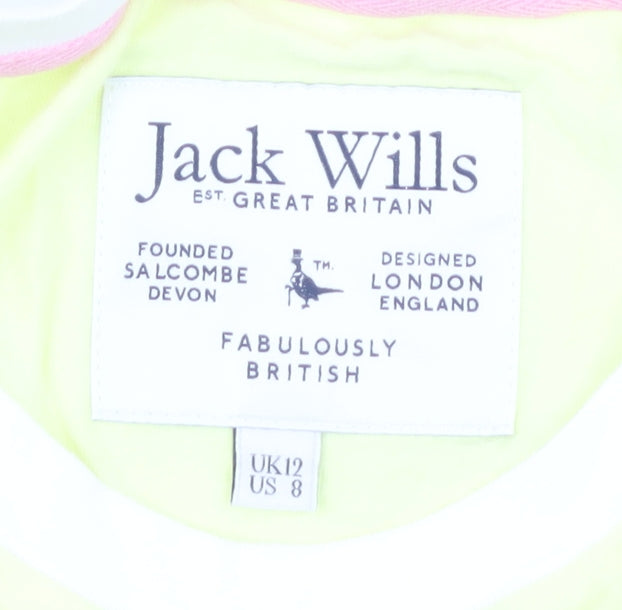 Jack Wills
EST. GREAT BRITAIN
FOUNDED
SALCOMBE
DEVON
TM.
DESIGNED
LONDON
ENGLAND
FABULOUSLY
BRITISH
UK12
US 8